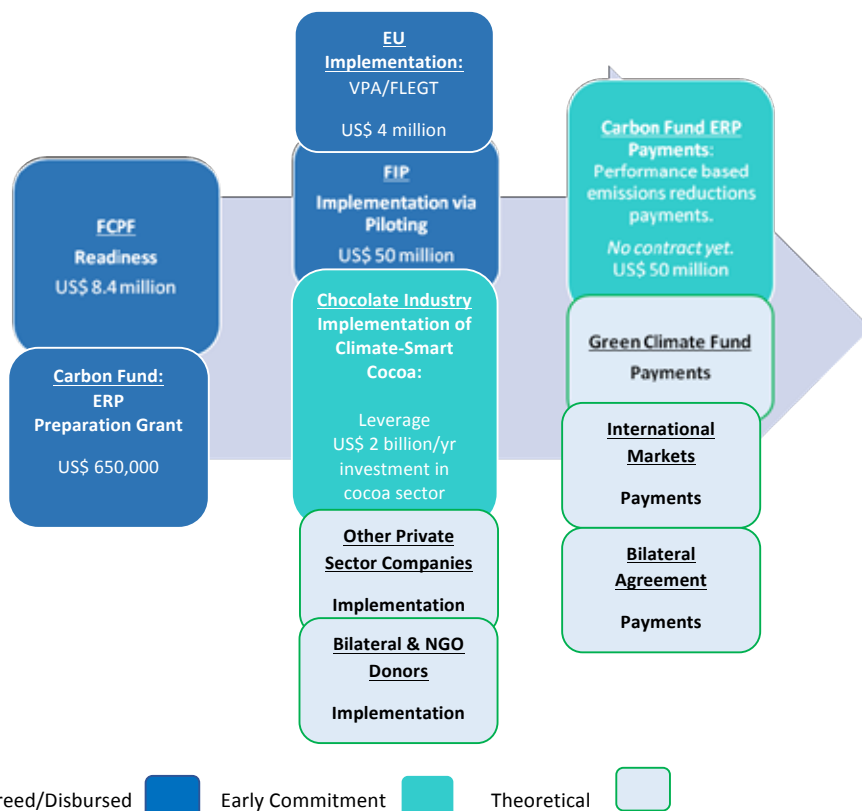 FCPF
Readiness
US$ 8.4 million
Carbon Fund:
ERP
Preparation Grant
US$ 650,000
EU
Implementation:
VPA/FLEGT
US$ 4 million
FIP
Implementation via
Piloting
US$ 50 million
Chocolate Industry
Implementation of
Climate-Smart
Cocoa:
Leverage
US$ 2 billion/yr
investment in
cocoa sector
Other Private
Sector Companies
Implementation
Bilateral & NGO
Donors
Implementation
Carbon Fund ERP
Payments:
Performance based
emissions reductions
payments.
No contract yet.
US$ 50 million
Green Climate Fund
Payments
International
Markets
Payments
Bilateral
Agreement
Payments
reed/Disbursed
Early Commitment
Theoretical